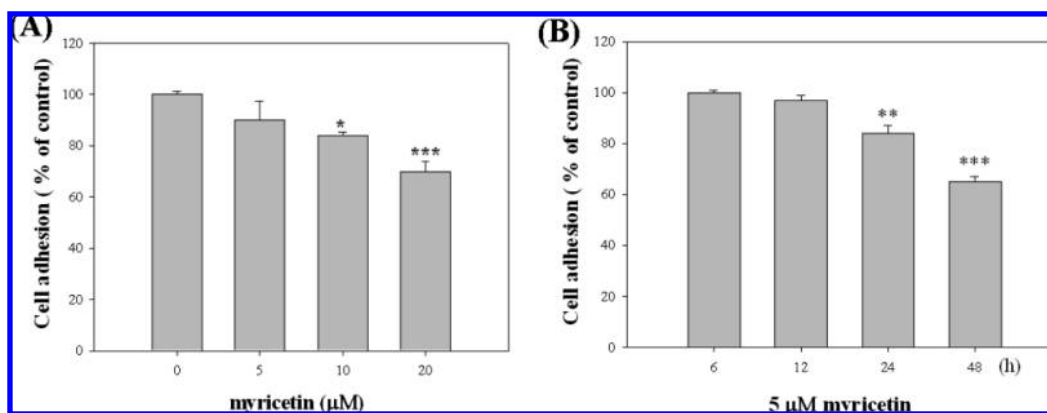 (A)
120
100
80
60
40
20
0
Cell adhesion ( % of control)
*
***
0 5 10 20
myricetin (μM)
(B)
120
100
80
60
40
20
0
Cell adhesion ( % of control)
**
***
6 12 24 48 (h)
5 μM myricetin